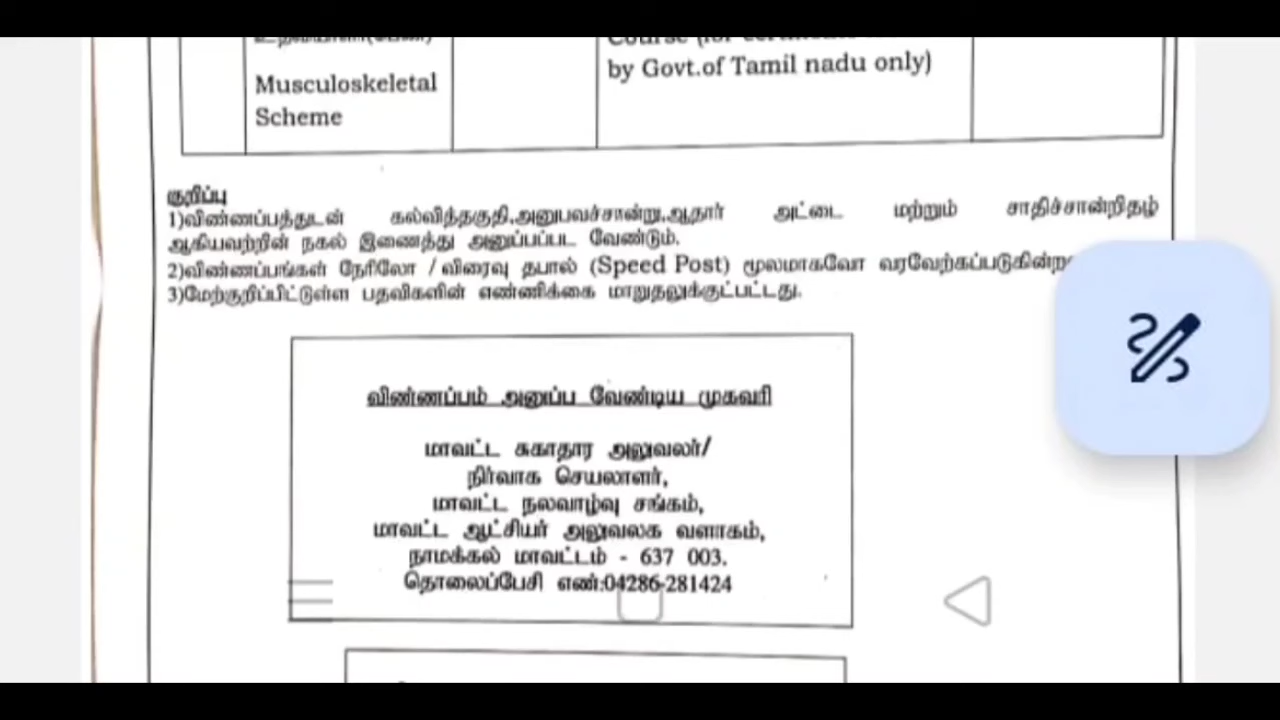 Musculoskeletal
Scheme
by Govt.of Tamil nadu only)
குறிப்பு
1)விண்ணப்பத்துடன் கல்வித்தகுதி,அனுபவச்சான்று,ஆதார் அட்டை மற்றும் சாதிச்சான்றிதழ்
ஆகியவற்றின் நகல் இணைத்து அனுப்பப்பட வேண்டும்.
2)விண்ணப்பங்கள் நேரிலோ / விரைவு தபால் (Speed Post) மூலமாகவோ
3)மேற்குறிப்பிட்டுள்ள பதவிகளின் எண்ணிக்கை மாறுதலுக்குட்பட்டது.
விண்ணப்பம் அனுப்ப வேண்டிய முகவரி
மாவட்ட சுகாதார அலுவலர்/
நிர்வாக செயலாளர்,
மாவட்ட நலவாழ்வு சங்கம்,
மாவட்ட ஆட்சியர் அலுவலக வளாகம்,
நாமக்கல் மாவட்டம் - 637 003.
தொலைப்பேசி எண்:04286-281424